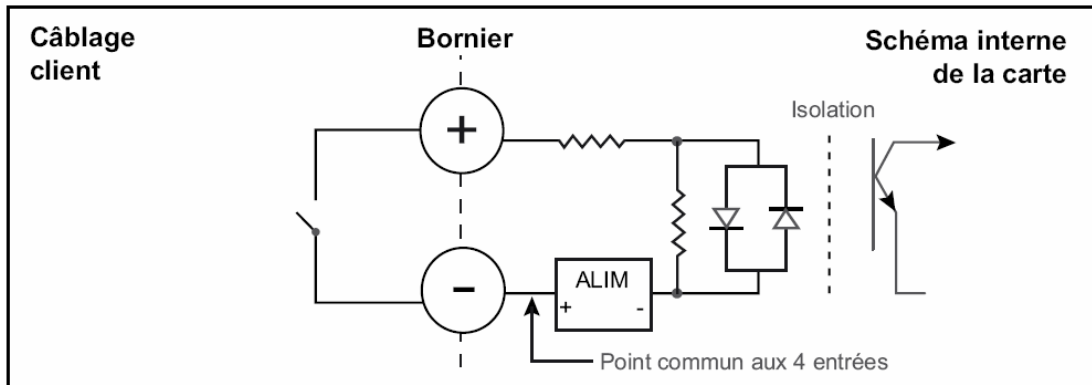 Câblage
client
Bornier
Schéma interne
de la carte
Isolation
+
-
ALIM
+ -
Point commun aux 4 entrées